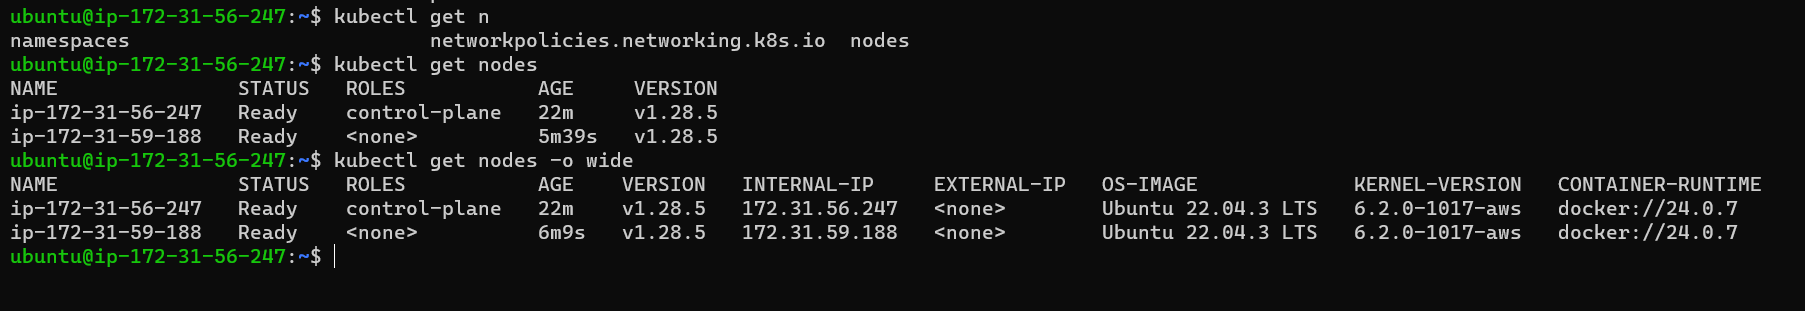 ubuntu@ip-172-31-56-247:~$ kubectl get n
namespaces                         networkpolicies.networking.k8s.io  nodes
ubuntu@ip-172-31-56-247:~$ kubectl get nodes
NAME               STATUS   ROLES           AGE     VERSION
ip-172-31-56-247   Ready    control-plane   22m     v1.28.5
ip-172-31-59-188   Ready    <none>          5m39s   v1.28.5
ubuntu@ip-172-31-56-247:~$ kubectl get nodes -o wide
NAME               STATUS   ROLES           AGE    VERSION   INTERNAL-IP     EXTERNAL-IP   OS-IMAGE             KERNEL-VERSION   CONTAINER-RUNTIME
ip-172-31-56-247   Ready    control-plane   22m    v1.28.5   172.31.56.247   <none>        Ubuntu 22.04.3 LTS   6.2.0-1017-aws   docker://24.0.7
ip-172-31-59-188   Ready    <none>          6m9s   v1.28.5   172.31.59.188   <none>        Ubuntu 22.04.3 LTS   6.2.0-1017-aws   docker://24.0.7
ubuntu@ip-172-31-56-247:~$